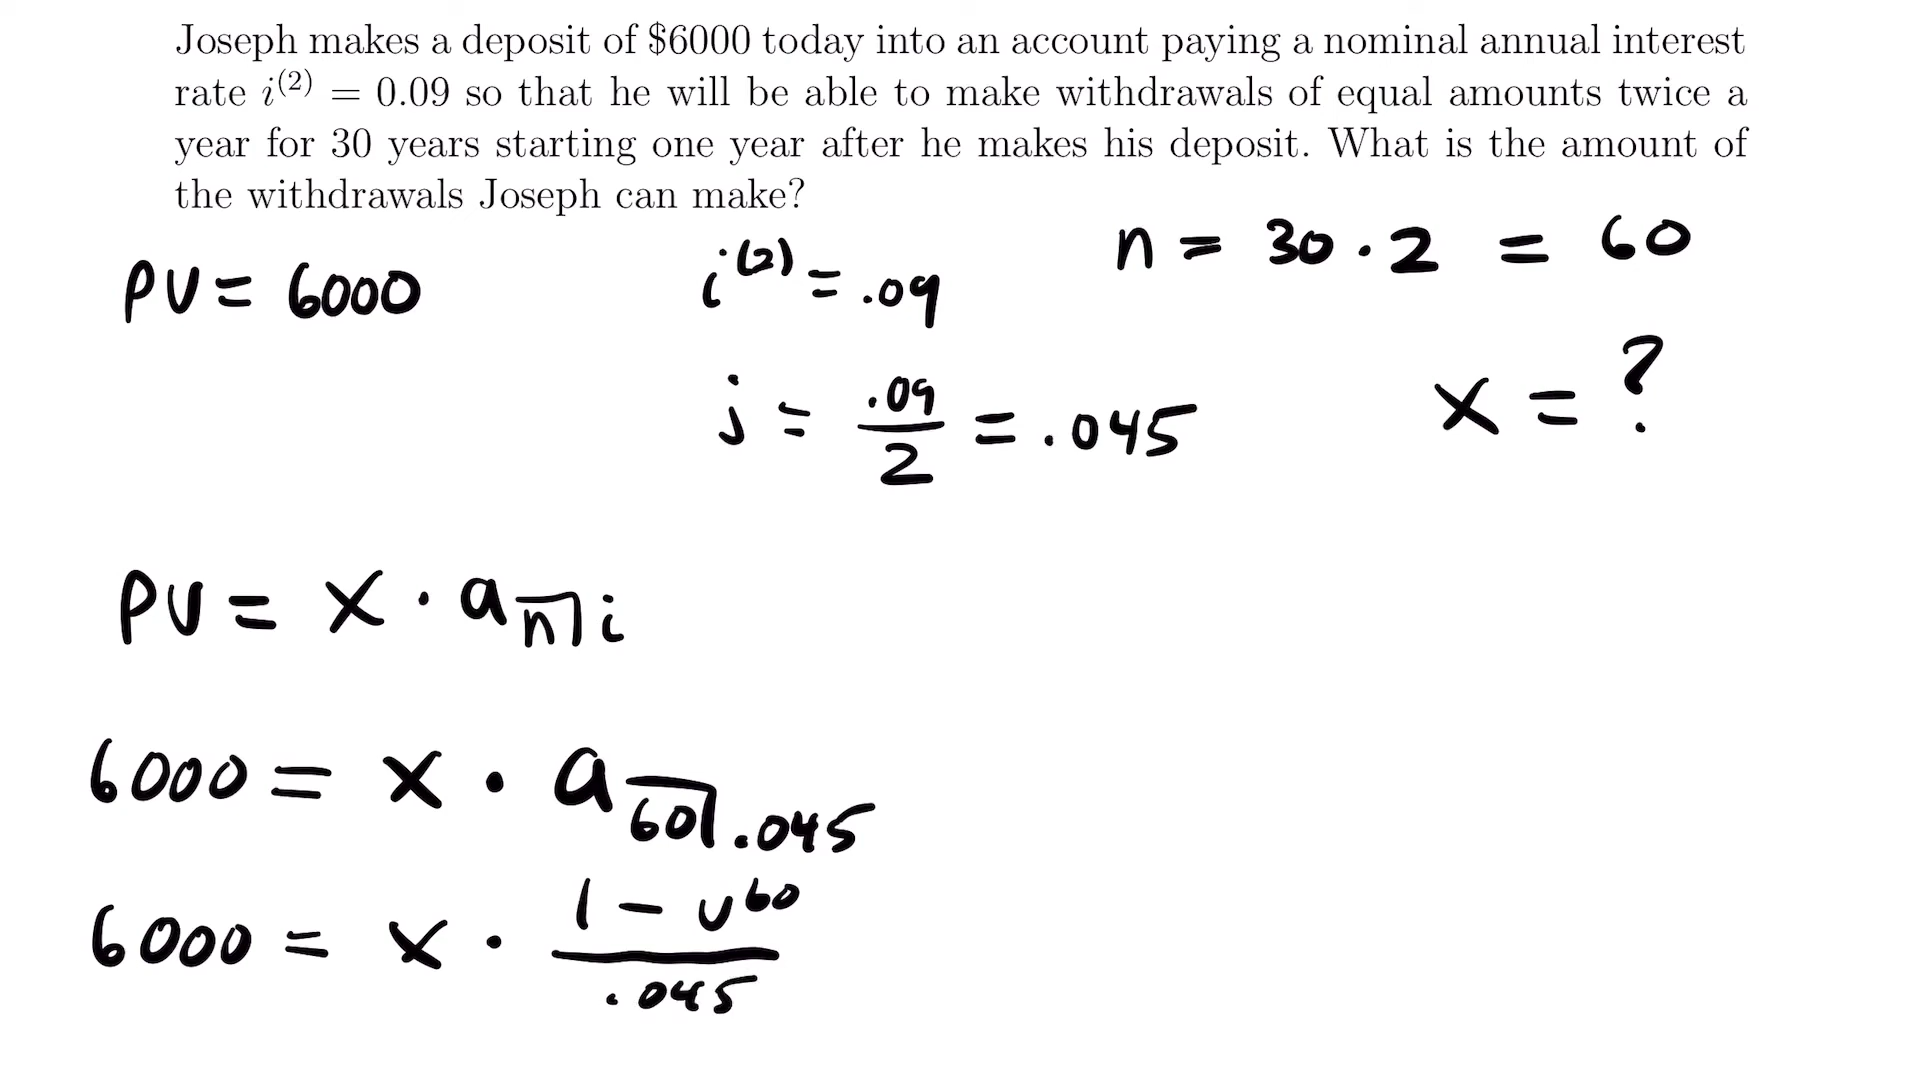 Joseph makes a deposit of $6000 today into an account paying a nominal annual interest
rate i^(2) = 0.09 so that he will be able to make withdrawals of equal amounts twice a
year for 30 years starting one year after he makes his deposit. What is the amount of
the withdrawals Joseph can make?
PV = 6000
i^(2) = .09
n = 30 · 2 = 60
j = .09/2 = .045
x = ?
PV = x · a_n̅| i
6000 = x · a_6̅0̅| .045
6000 = x · (1 - v^60)/.045